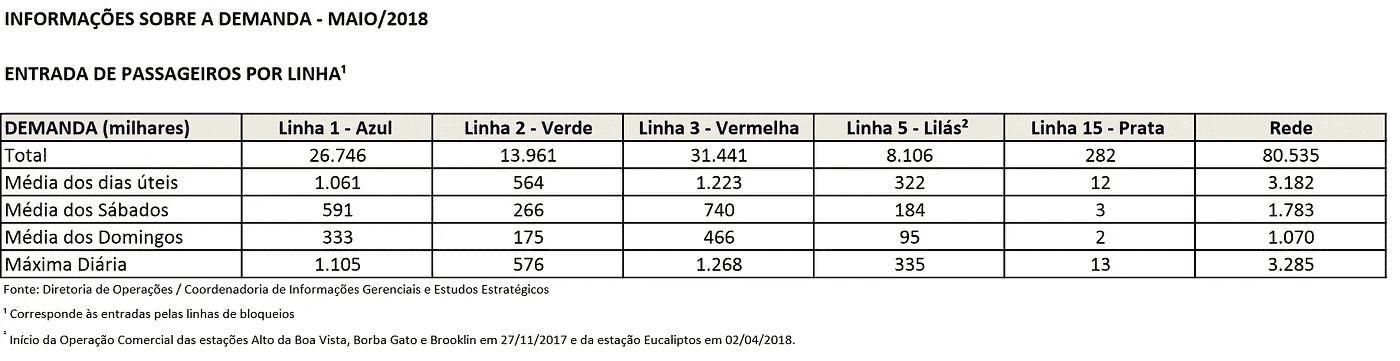 INFORMAÇÕES SOBRE A DEMANDA - MAIO/2018
ENTRADA DE PASSAGEIROS POR LINHA¹
DEMANDA (milhares) Linha 1 - Azul Linha 2 - Verde Linha 3 - Vermelha Linha 5 - Lilás² Linha 15 - Prata Rede
Total 26.746 13.961 31.441 8.106 282 80.535
Média dos dias úteis 1.061 564 1.223 322 12 3.182
Média dos Sábados 591 266 740 184 3 1.783
Média dos Domingos 333 175 466 95 2 1.070
Máxima Diária 1.105 576 1.268 335 13 3.285
Fonte: Diretoria de Operações / Coordenadoria de Informações Gerenciais e Estudos Estratégicos
¹ Corresponde às entradas pelas linhas de bloqueios
² Início da Operação Comercial das estações Alto da Boa Vista, Borba Gato e Brooklin em 27/11/2017 e da estação Eucaliptos em 02/04/2018.